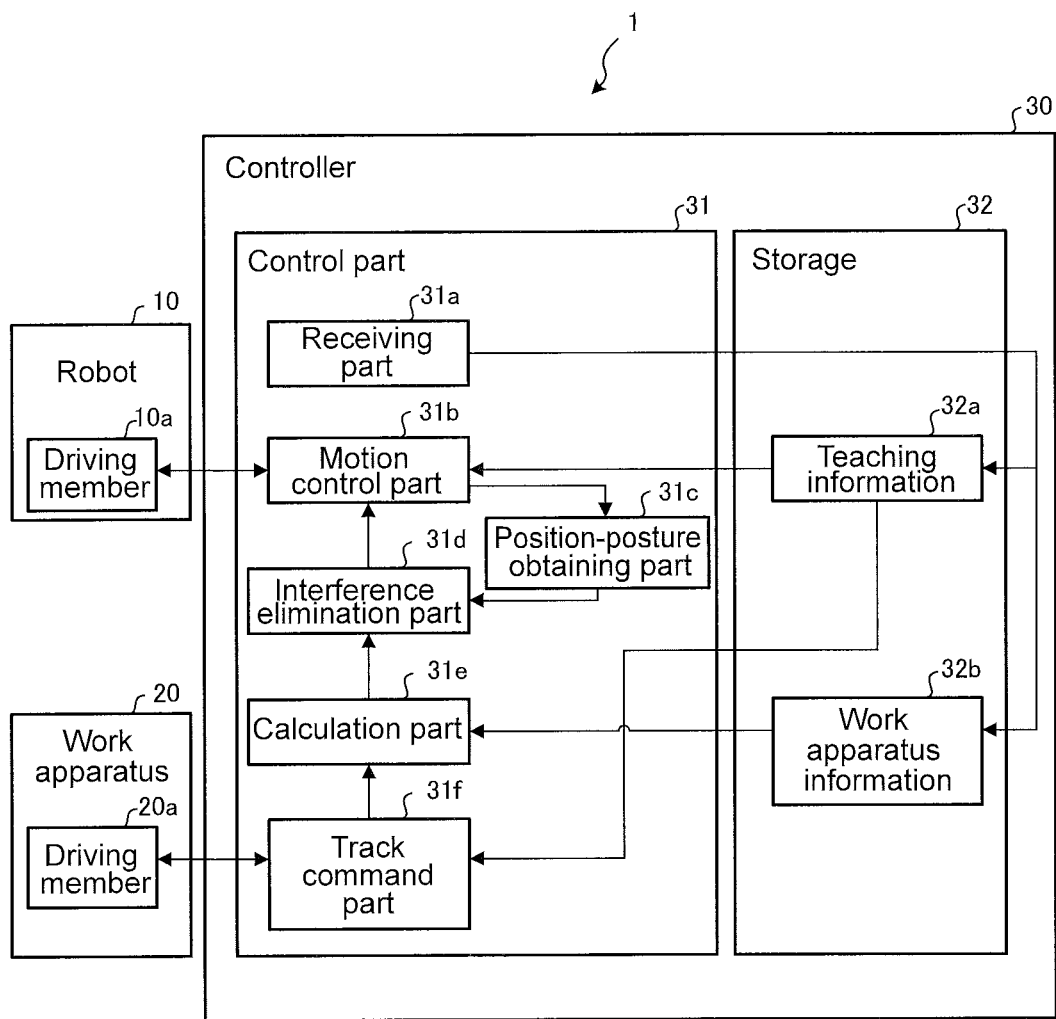 1
30
Controller
31
32
Control part
Storage
10
31a
Robot
Receiving
part
10a
31b
32a
Driving
member
Motion
control part
Teaching
information
31c
31d
Position-posture
obtaining part
Interference
elimination part
31e
32b
20
Calculation part
Work
apparatus
Work
apparatus
information
31f
20a
Driving
member
Track
command
part